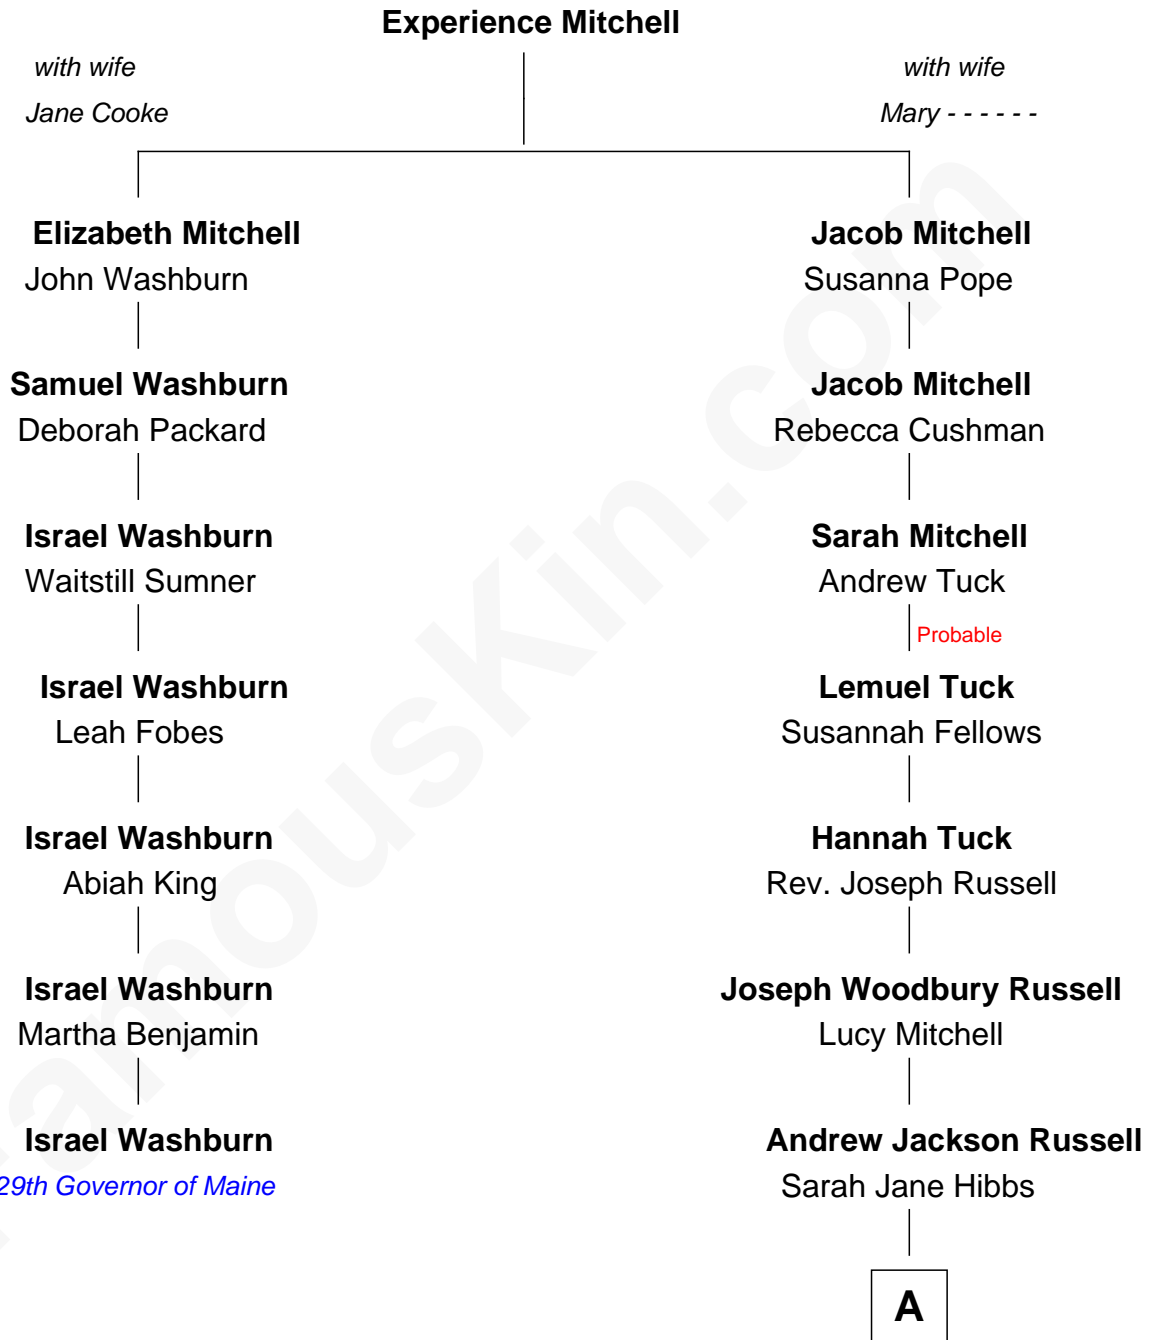 Experience Mitchell
with wife
Jane Cooke
with wife
Mary - - - - - -
Elizabeth Mitchell
John Washburn
Jacob Mitchell
Susanna Pope
Samuel Washburn
Deborah Packard
Jacob Mitchell
Rebecca Cushman
Israel Washburn
Waitstill Sumner
Sarah Mitchell
Andrew Tuck
Probable
Israel Washburn
Leah Fobes
Lemuel Tuck
Susannah Fellows
Israel Washburn
Abiah King
Hannah Tuck
Rev. Joseph Russell
Israel Washburn
Martha Benjamin
Joseph Woodbury Russell
Lucy Mitchell
Israel Washburn
29th Governor of Maine
Andrew Jackson Russell
Sarah Jane Hibbs
A
FamousKin.com